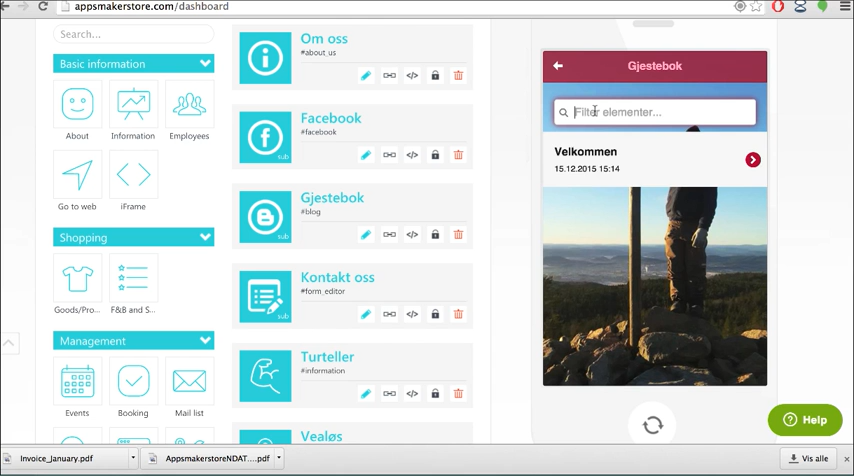 appsmakerstore.com/dashboard
Search...
Basic information
About
Information
Employees
Go to web
iFrame
Shopping
Goods/Pro...
F&B and S...
Management
Events
Booking
Mail list
Om oss
#about_us
Facebook
#facebook
sub
Gjestebok
#blog
sub
Kontakt oss
#form_editor
sub
Turteller
#information
Vealøs
Gjestebok
Filter elementer...
Velkommen
15.12.2015 15:14
Help
Invoice_January.pdf
AppsmakerstoreNDAT....pdf
Vis alle